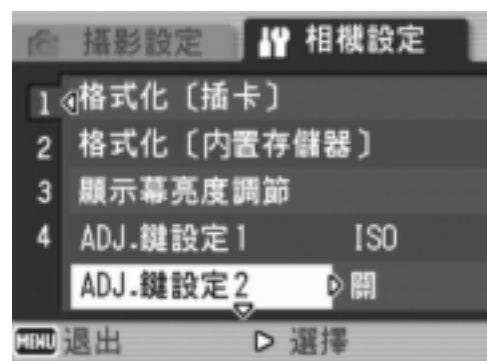 攝影設定 相機設定
1 格式化〔插卡〕
2 格式化〔內置存儲器〕
3 顯示幕亮度調節
4 ADJ.鍵設定1 ISO
ADJ.鍵設定2 開
MENU 退出 選擇